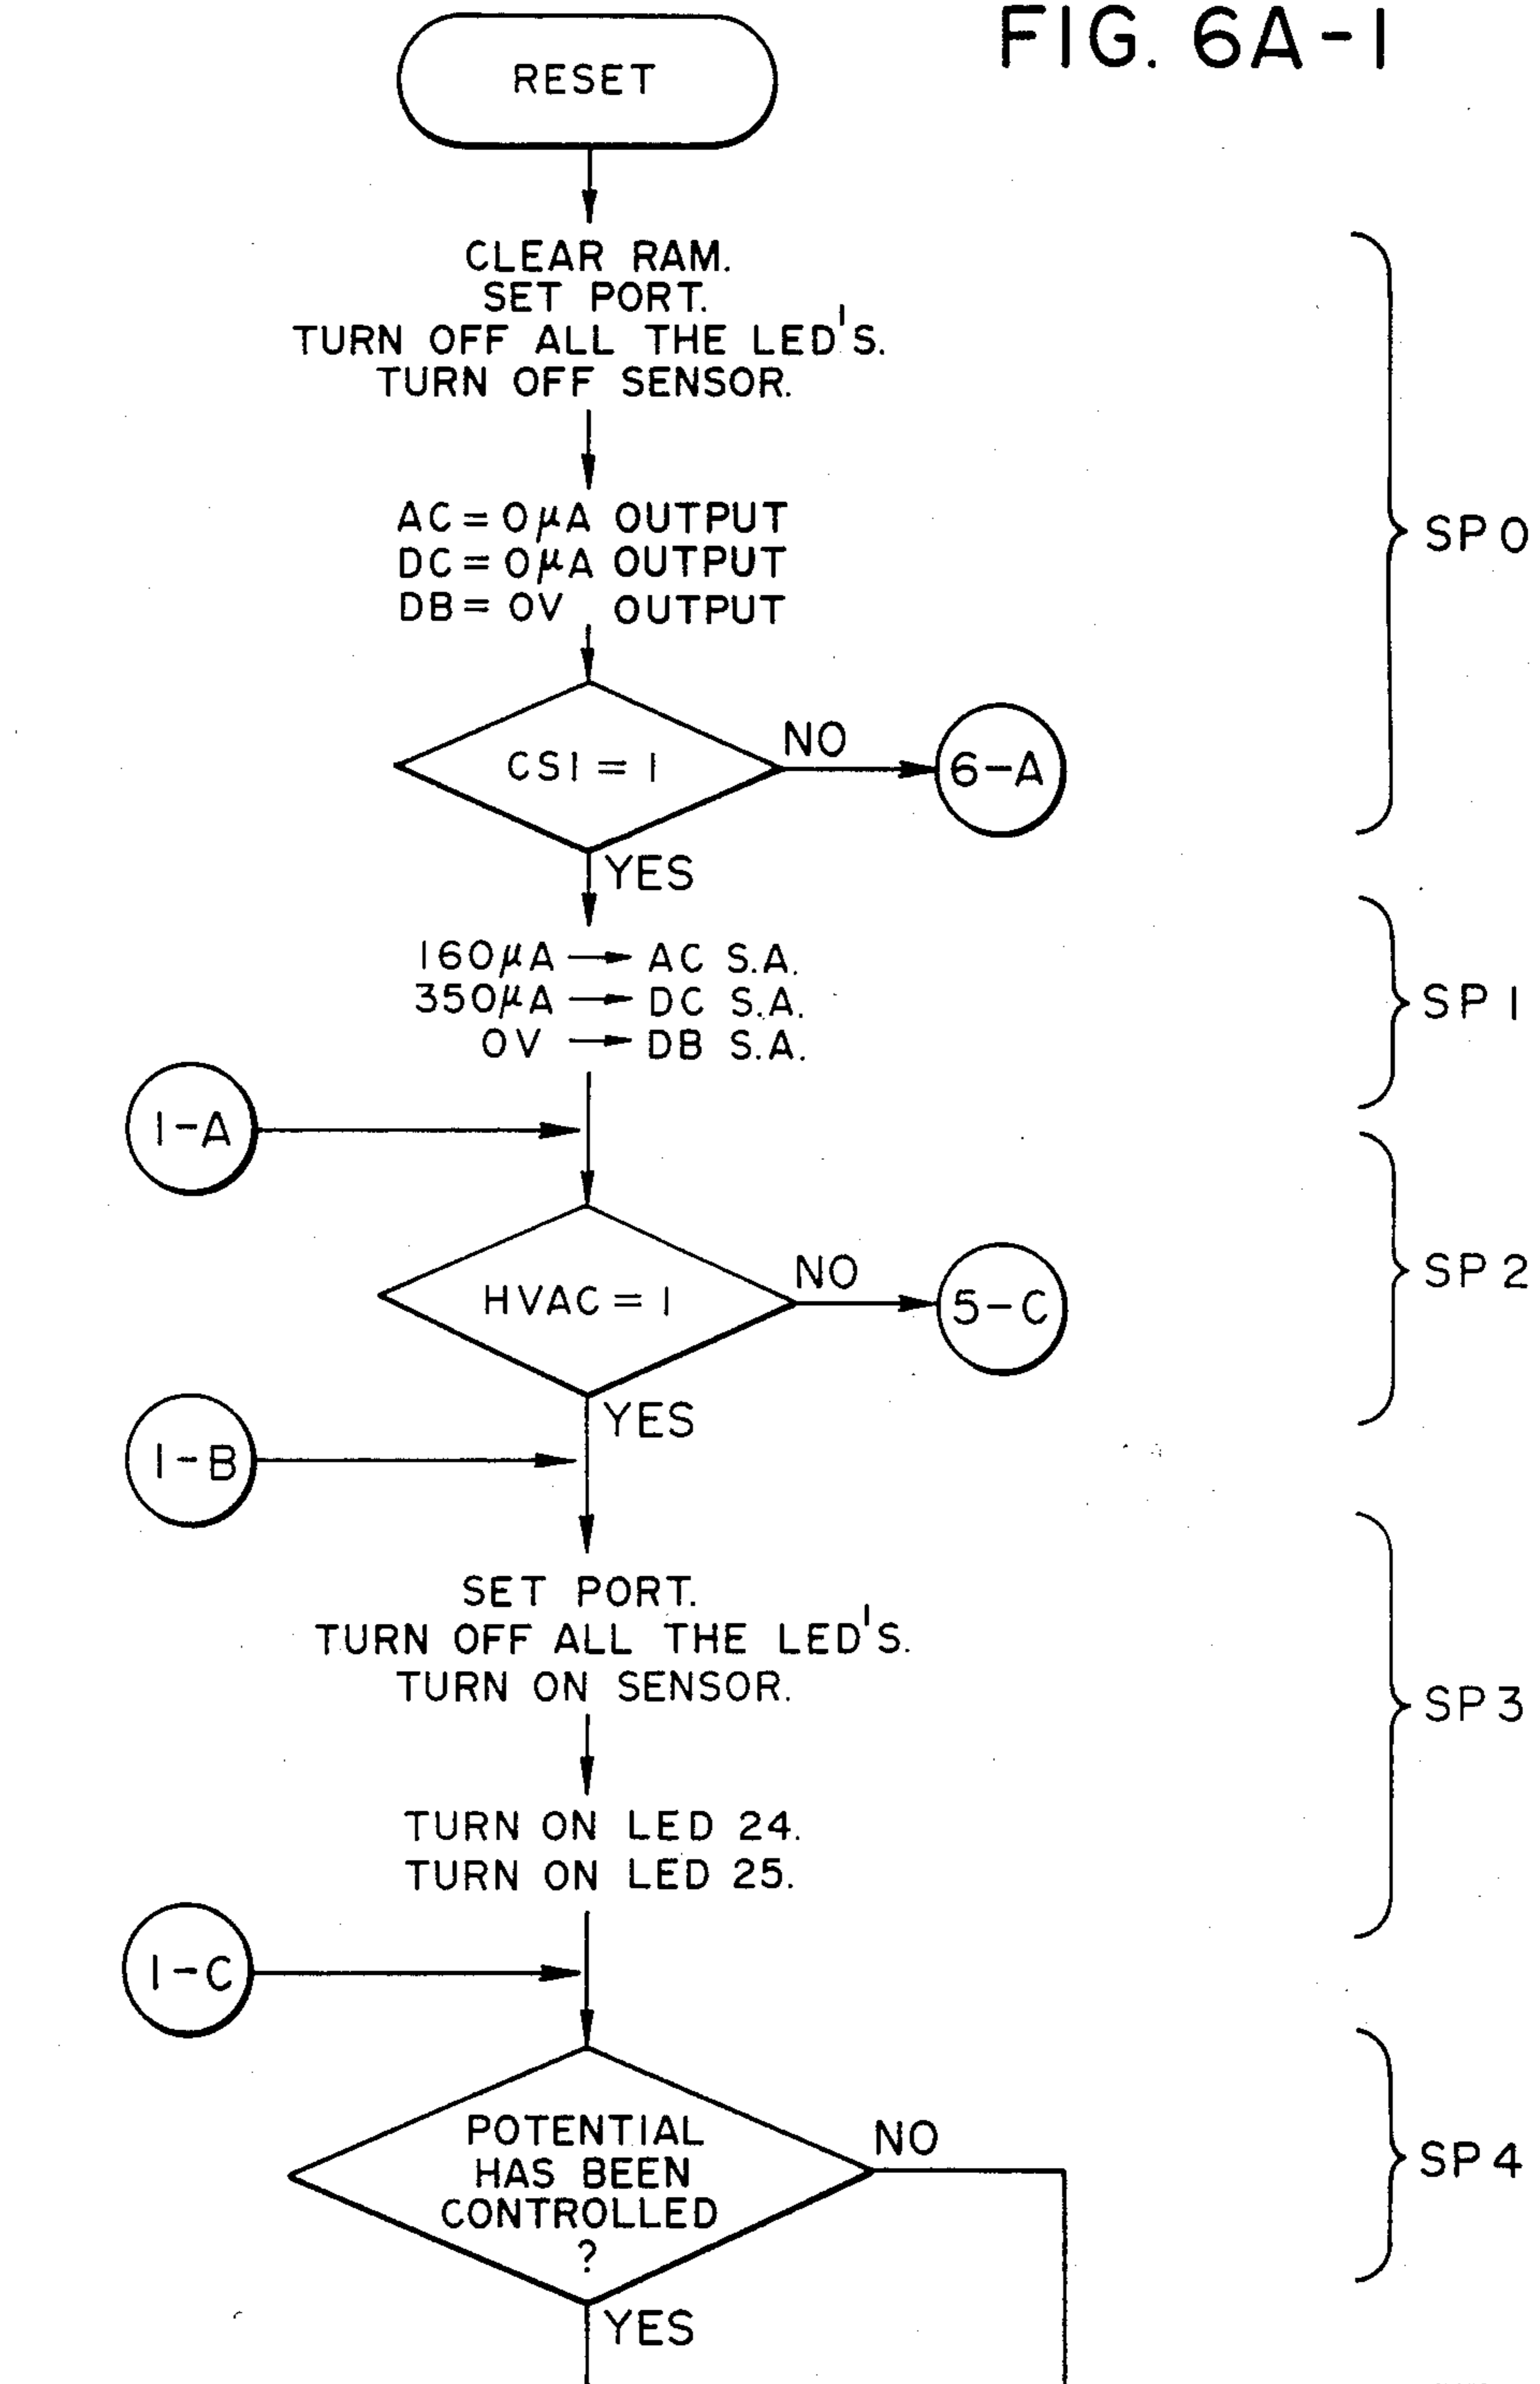 FIG. 6A-1
RESET
CLEAR RAM.
SET PORT.
TURN OFF ALL THE LED'S.
TURN OFF SENSOR.
AC = 0μA OUTPUT
DC = 0μA OUTPUT
DB = 0V OUTPUT
SP0
CS1 = 1
NO
6-A
YES
160μA → AC S.A.
350μA → DC S.A.
0V → DB S.A.
SP1
1-A
HVAC = 1
NO
5-C
SP2
YES
1-B
SET PORT.
TURN OFF ALL THE LED'S.
TURN ON SENSOR.
SP3
TURN ON LED 24.
TURN ON LED 25.
1-C
POTENTIAL
HAS BEEN
CONTROLLED
?
NO
SP4
YES